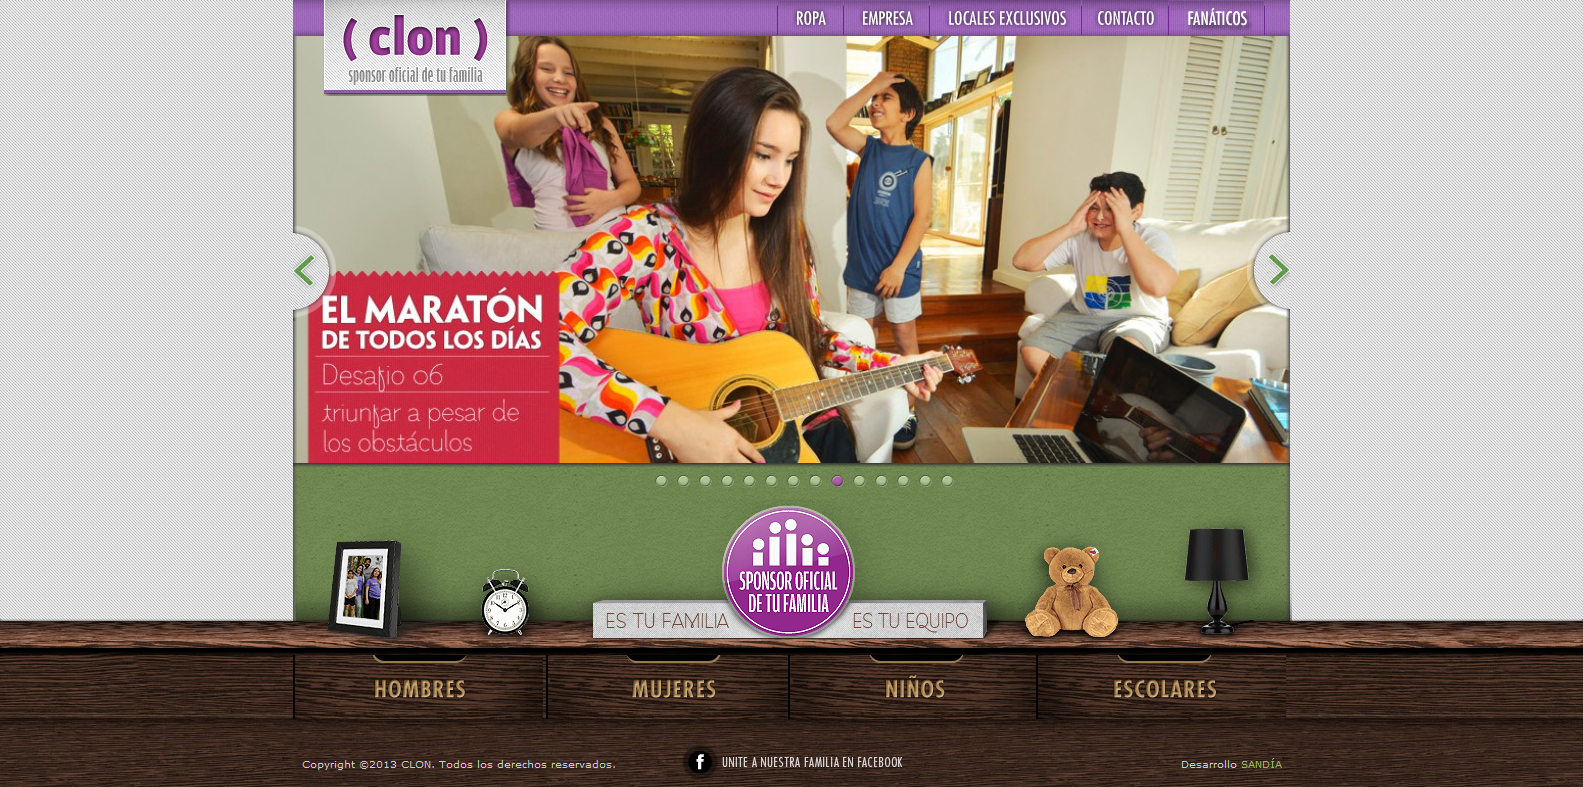 ( clon )
sponsor oficial de tu familia
ROPA
EMPRESA
LOCALES EXCLUSIVOS
CONTACTO
FANÁTICOS
EL MARATÓN
DE TODOS LOS DÍAS
Desafio 06
triunfar a pesar de
los obstáculos
SPONSOR OFICIAL
DE TU FAMILIA
ES TU FAMILIA
ES TU EQUIPO
HOMBRES
MUJERES
NIÑOS
ESCOLARES
Copyright ©2013 CLON. Todos los derechos reservados.
f
UNITE A NUESTRA FAMILIA EN FACEBOOK
Desarrollo SANDÍA